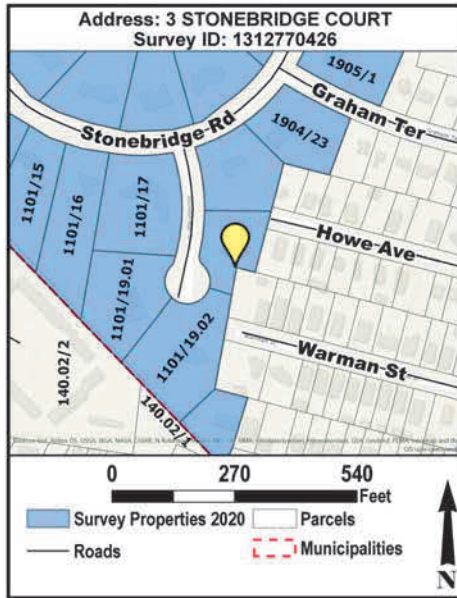 Address: 3 STONEBRIDGE COURT
Survey ID: 1312770426
1905/1
Graham-Ter
1904/23
Stonebridge-Rd
1101/15
1101/16
1101/17
Howe-Ave
1101/19.01
1101/19.02
Warman-St
140.02/2
140.02/1
0 270 540
Feet
Survey Properties 2020
Parcels
Roads
Municipalities
N